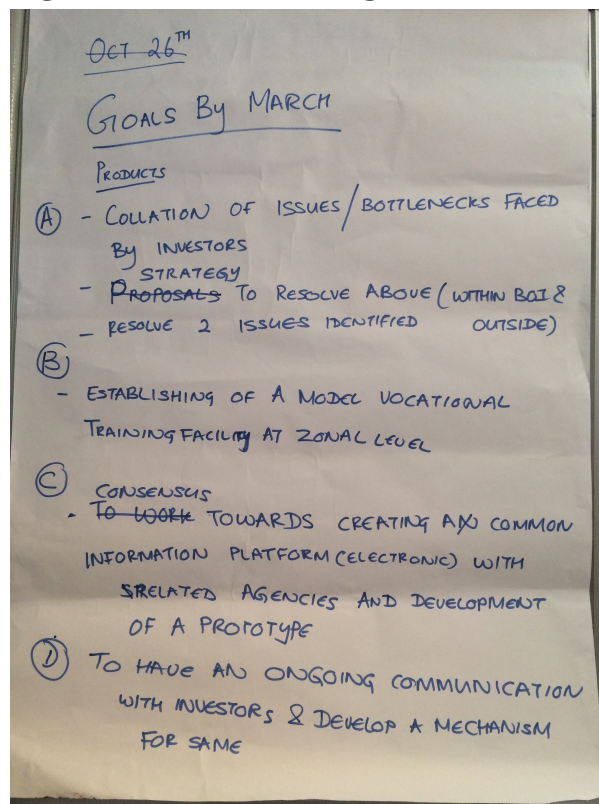 OCT 26TH
GOALS BY MARCH
PRODUCTS
(A) - COLLATION OF ISSUES/BOTTLENECKS FACED
BY INVESTORS
STRATEGY
- PROPOSALS TO RESOLVE ABOVE (WITHIN BOI &
- RESOLVE 2 ISSUES IDENTIFIED OUTSIDE)
(B)
- ESTABLISHING OF A MODEL VOCATIONAL
TRAINING FACILITY AT ZONAL LEVEL
(C) CONSENSUS
- TO WORK TOWARDS CREATING A COMMON
INFORMATION PLATFORM (ELECTRONIC) WITH
RELATED AGENCIES AND DEVELOPMENT
OF A PROTOTYPE
(D) TO HAVE AN ONGOING COMMUNICATION
WITH INVESTORS & DEVELOP A MECHANISM
FOR SAME